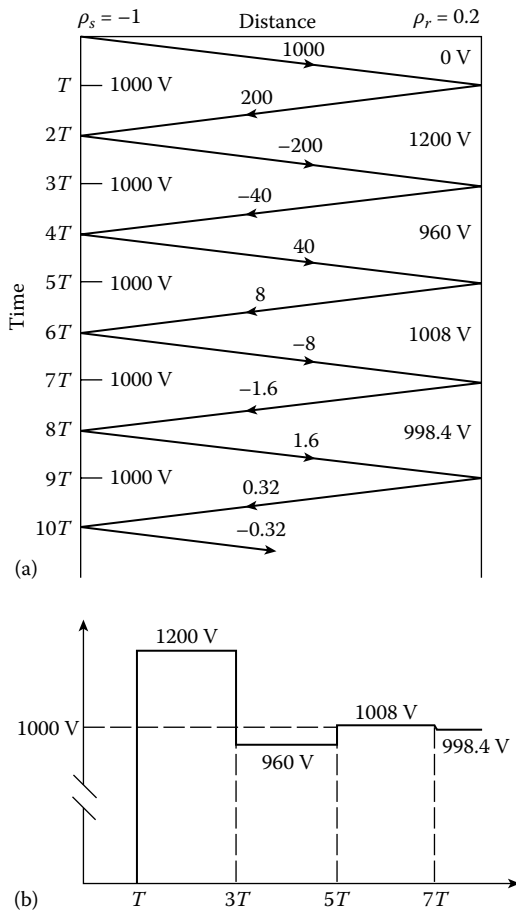 ρs = −1 Distance ρr = 0.2
1000
0 V
T 1000 V
200
2T −200 1200 V
3T 1000 V
−40
4T 960 V
40
5T 1000 V
8
6T 1008 V
−8
7T 1000 V
−1.6
8T 998.4 V
1.6
9T 1000 V
0.32
10T −0.32
Time
(a)
1200 V
1000 V 1008 V
960 V 998.4 V
(b) T 3T 5T 7T